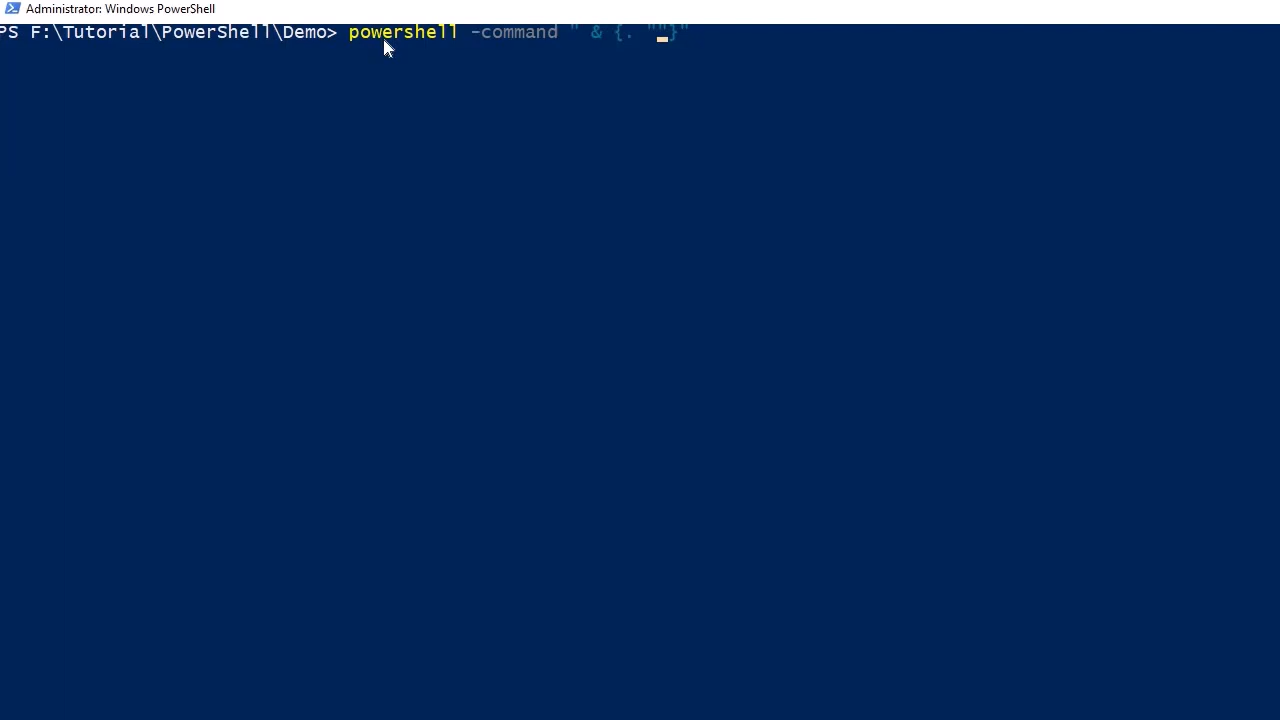 Administrator: Windows PowerShell
PS F:\Tutorial\PowerShell\Demo> powershell -command " & {. ""}"